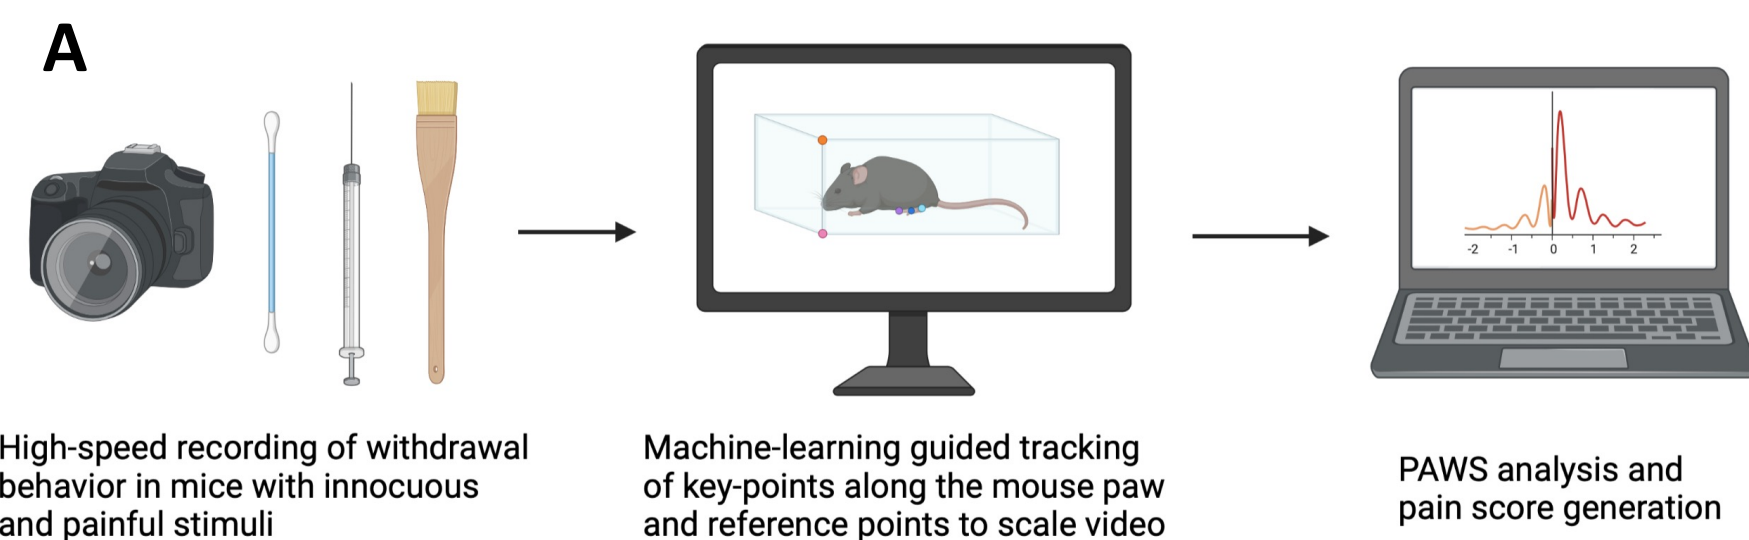 A
-2 -1 0 1 2
High-speed recording of withdrawal
behavior in mice with innocuous
and painful stimuli
Machine-learning guided tracking
of key-points along the mouse paw
and reference points to scale video
PAWS analysis and
pain score generation